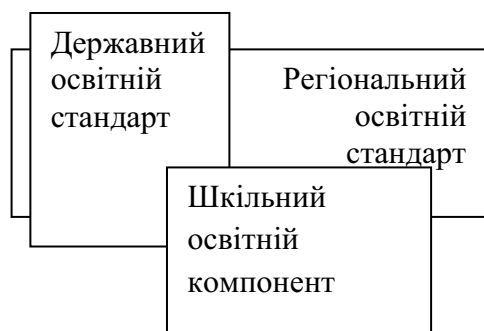 Державний
освітній
стандарт
Регіональний
освітній
стандарт
Шкільний
освітній
компонент